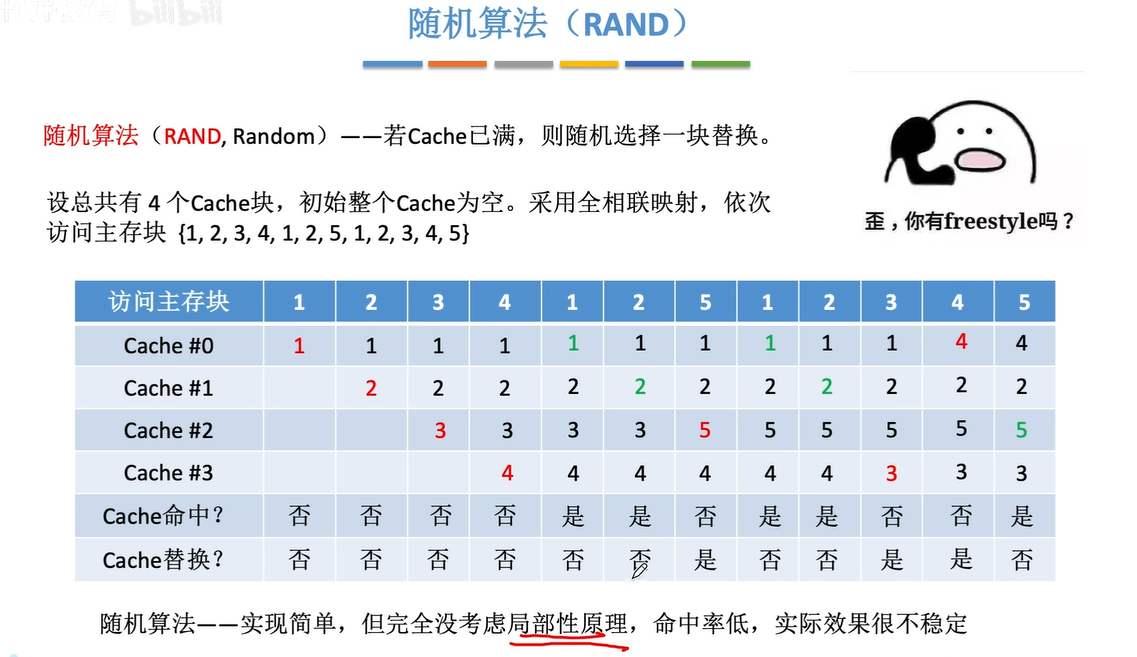 bilibili
随机算法（RAND）
随机算法（RAND, Random）——若Cache已满，则随机选择一块替换。
歪，你有freestyle吗？
设总共有 4 个Cache块，初始整个Cache为空。采用全相联映射，依次
访问主存块 {1, 2, 3, 4, 1, 2, 5, 1, 2, 3, 4, 5}
访问主存块 1 2 3 4 1 2 5 1 2 3 4 5
Cache #0 1 1 1 1 1 1 1 1 1 1 4 4
Cache #1 2 2 2 2 2 2 2 2 2 2 2
Cache #2 3 3 3 3 5 5 5 5 5 5
Cache #3 4 4 4 4 4 4 3 3 3
Cache命中？ 否 否 否 否 是 是 否 是 是 否 否 是
Cache替换？ 否 否 否 否 否 否 是 否 否 是 是 否
随机算法——实现简单，但完全没考虑局部性原理，命中率低，实际效果很不稳定